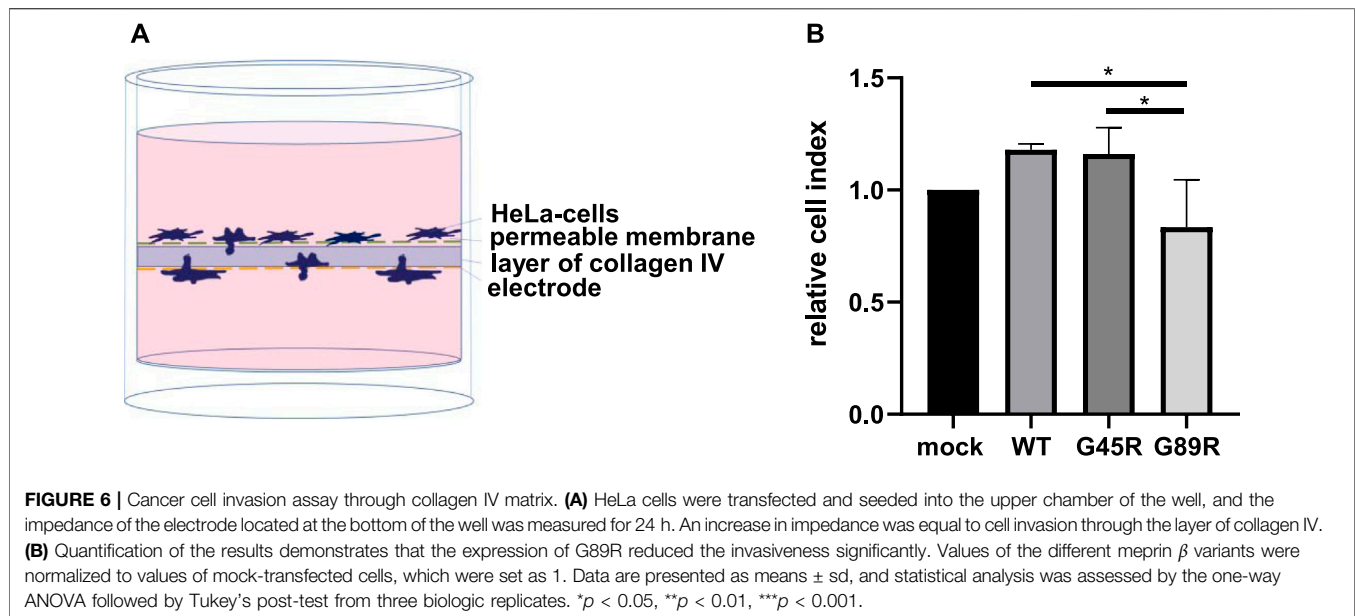 A
HeLa-cells
permeable membrane
layer of collagen IV
electrode
B
relative cell index
1.5
1.0
0.5
0.0
*
*
mock WT G45R G89R
FIGURE 6 | Cancer cell invasion assay through collagen IV matrix. (A) HeLa cells were transfected and seeded into the upper chamber of the well, and the
impedance of the electrode located at the bottom of the well was measured for 24 h. An increase in impedance was equal to cell invasion through the layer of collagen IV.
(B) Quantification of the results demonstrates that the expression of G89R reduced the invasiveness significantly. Values of the different meprin β variants were
normalized to values of mock-transfected cells, which were set as 1. Data are presented as means ± sd, and statistical analysis was assessed by the one-way
ANOVA followed by Tukey's post-test from three biologic replicates. *p < 0.05, **p < 0.01, ***p < 0.001.